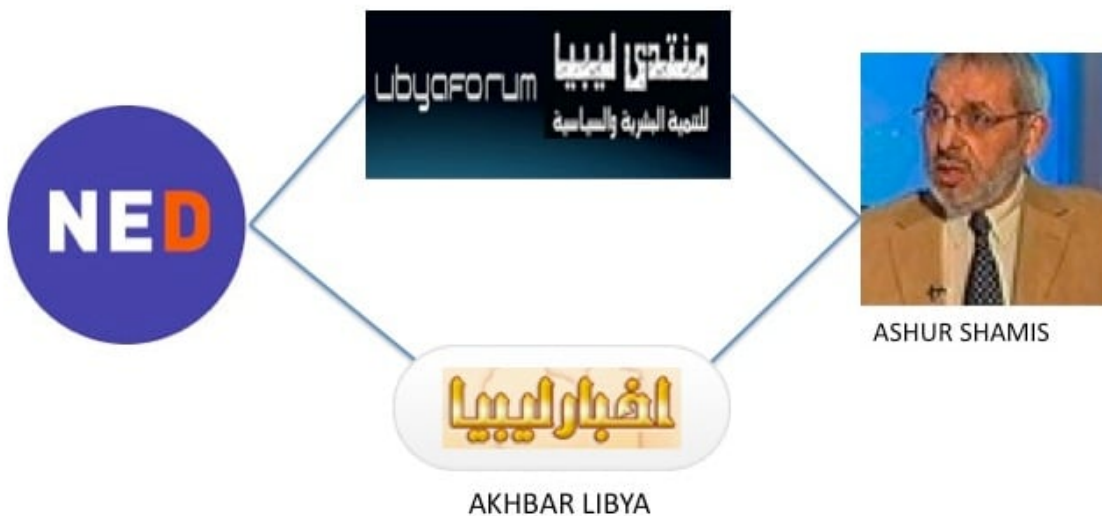 NED
LIBYAFORUM
منتدى ليبيا
للتنمية البشرية والسياسية
ASHUR SHAMIS
اخبار ليبيا
AKHBAR LIBYA